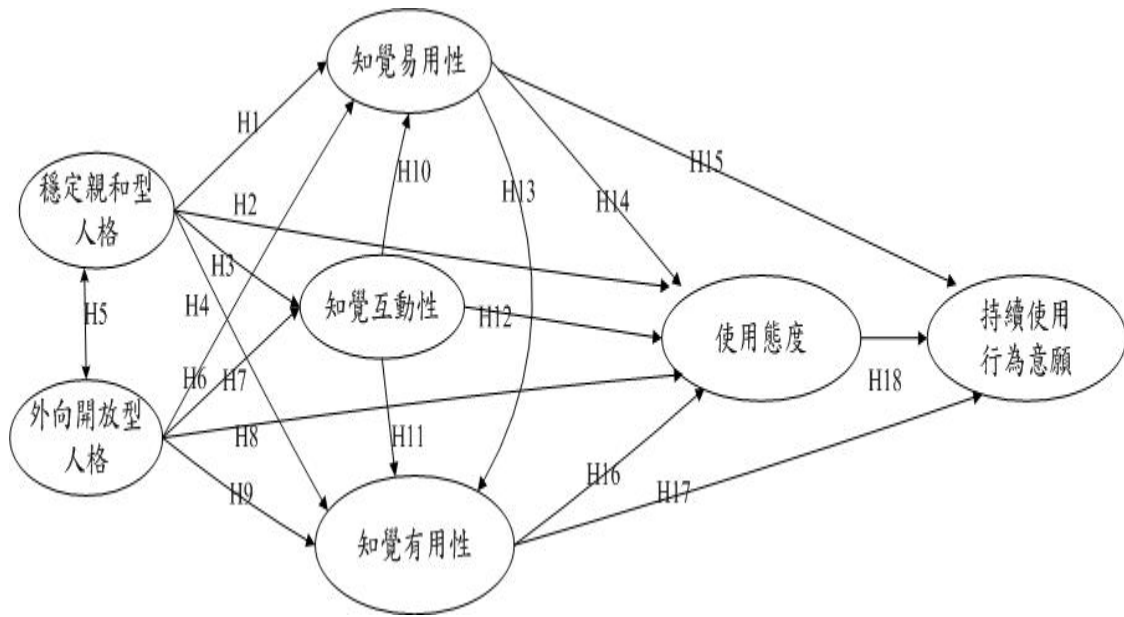 知覺易用性
H1
H10
H13
H15
穩定親和型
人格
H2
H14
H3
H4
知覺互動性
H12
H5
使用態度
持續使用
行為意願
H6
H7
H18
外向開放型
人格
H8
H11
H9
H16
H17
知覺有用性